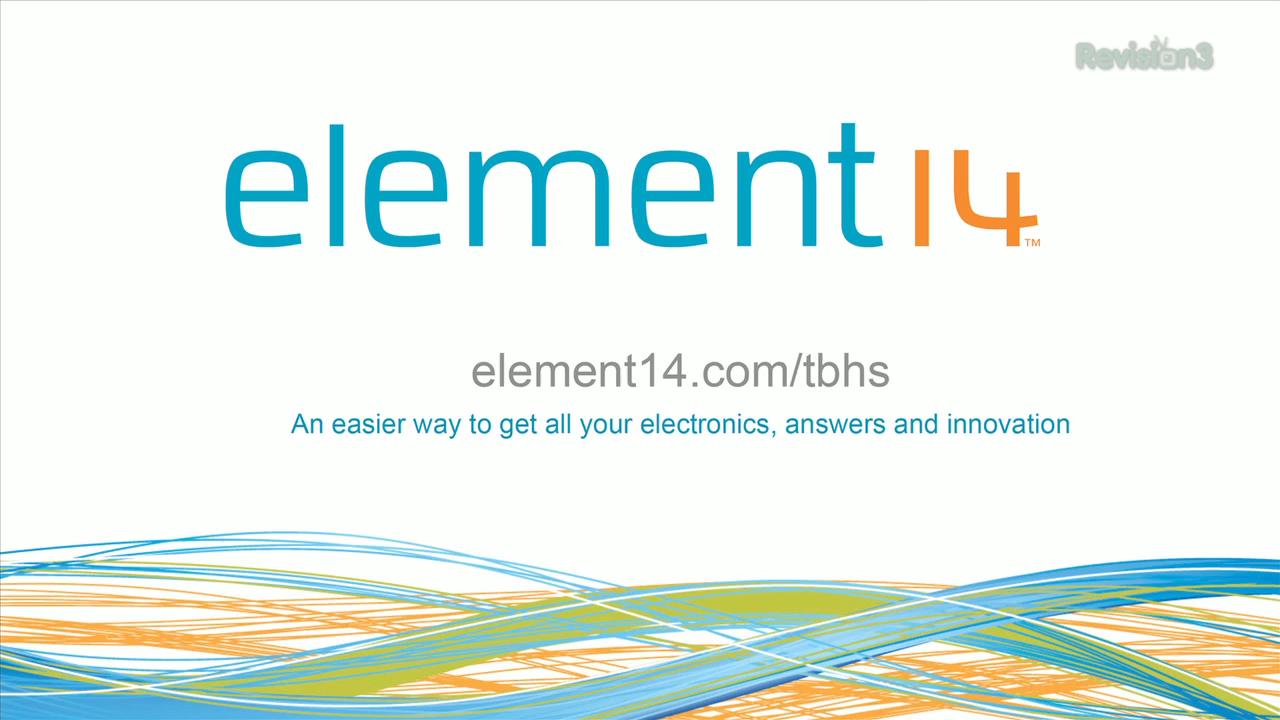 Revision3
element14™
element14.com/tbhs
An easier way to get all your electronics, answers and innovation